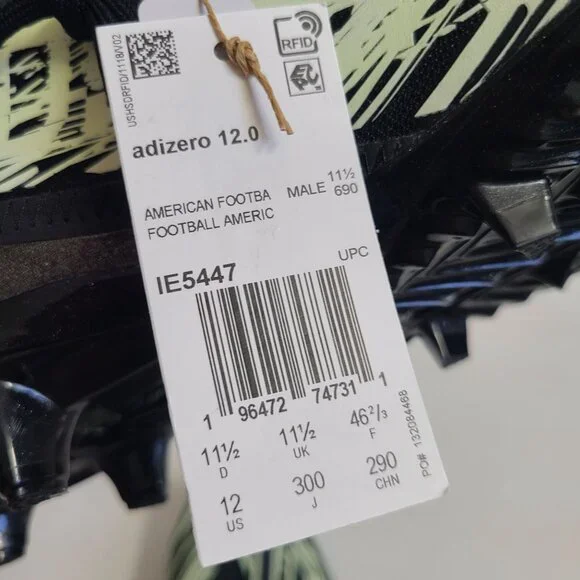 USHSDRFID/1118/V02
RFID
adizero 12.0
AMERICAN FOOTBA MALE 11½
FOOTBALL AMERIC 690
IE5447
UPC
1 96472 74731 1
11½ 11½ 46⅔
D UK F
12 300 290
US J CHN
PO# 132084468